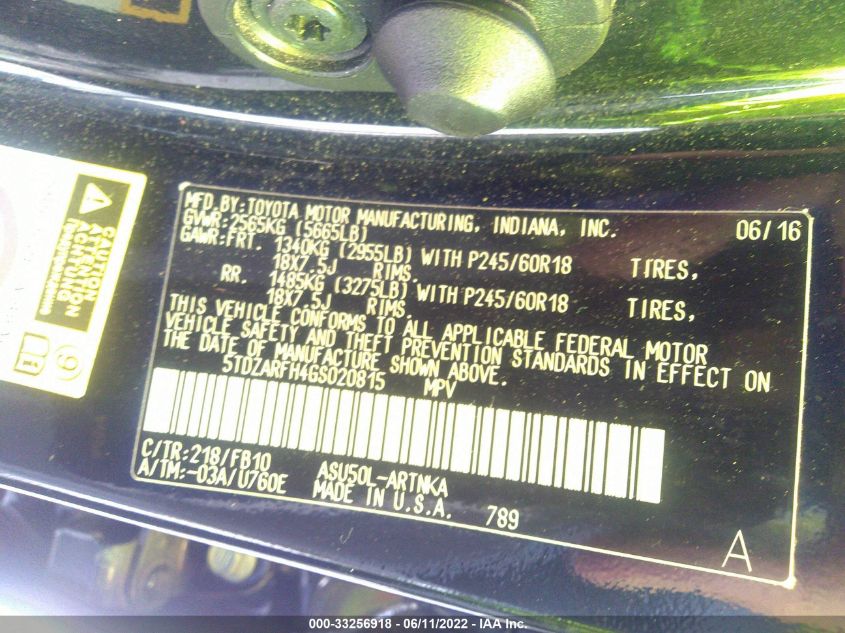 MFD.BY:TOYOTA MOTOR MANUFACTURING, INDIANA, INC. 06/16
GVWR:2565KG (5665LB)
GAWR:FRT. 1340KG (2955LB) WITH P245/60R18 TIRES,
18X7.5J RIMS,
RR. 1485KG (3275LB) WITH P245/60R18 TIRES,
18X7.5J RIMS.
THIS VEHICLE CONFORMS TO ALL APPLICABLE FEDERAL MOTOR
VEHICLE SAFETY AND THEFT PREVENTION STANDARDS IN EFFECT ON
THE DATE OF MANUFACTURE SHOWN ABOVE.
5TDZARFH4GS020815 MPV
C/TR:218/FB10 ASU50L-ARTNKA
A/TM:-03A/U760E MADE IN U.S.A. 789
A
CAUTION
ATTENTION
ACHTUNG
000-33256918 - 06/11/2022 - IAA Inc.